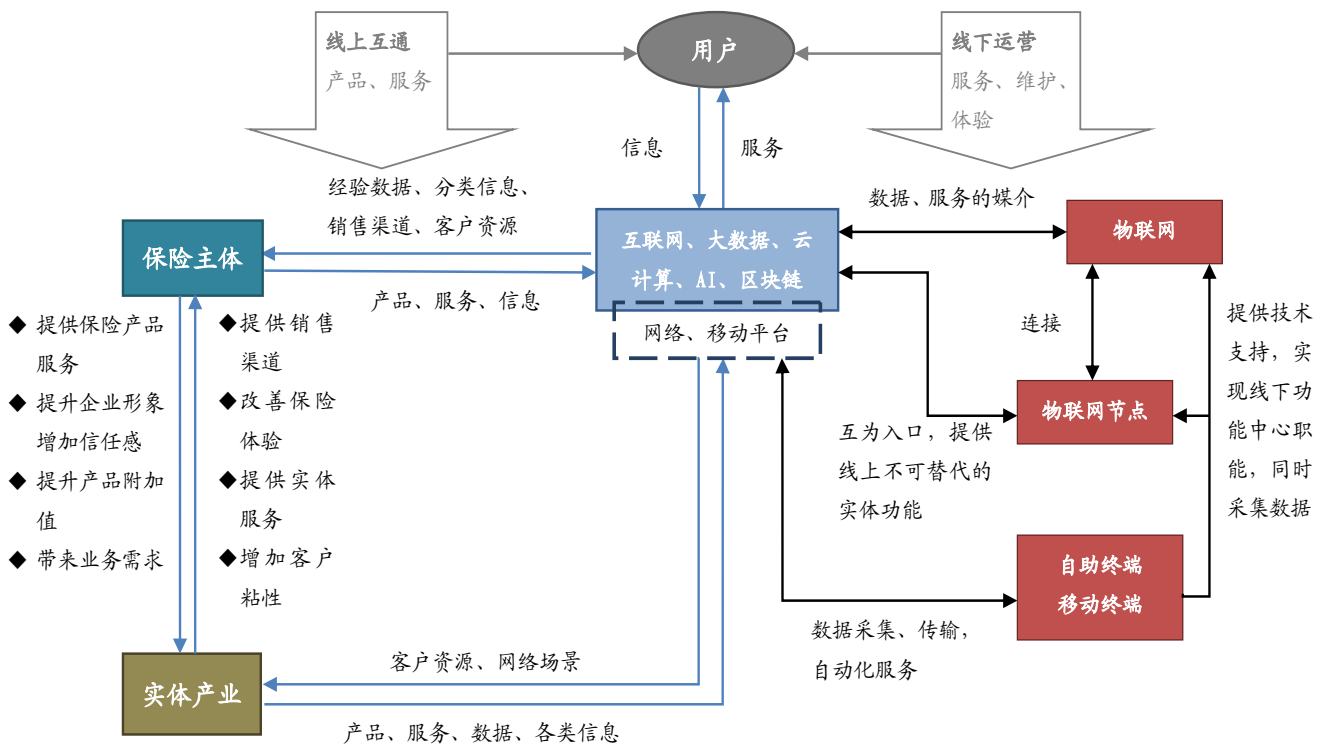 线上互通
产品、服务
用户
线下运营
服务、维护、
体验
信息
服务
经验数据、分类信息、
销售渠道、客户资源
数据、服务的媒介
保险主体
互联网、大数据、云
计算、AI、区块链
物联网
产品、服务、信息
网络、移动平台
连接
提供技术
支持，实
现线下功
能中心职
能，同时
采集数据
◆ 提供保险产品
服务
◆ 提升企业形象
增加信任感
◆ 提升产品附加
值
◆ 带来业务需求
◆提供销售
渠道
◆改善保险
体验
◆提供实体
服务
◆增加客户
粘性
物联网节点
互为入口，提供
线上不可替代的
实体功能
自助终端
移动终端
数据采集、传输，
自动化服务
客户资源、网络场景
实体产业
产品、服务、数据、各类信息